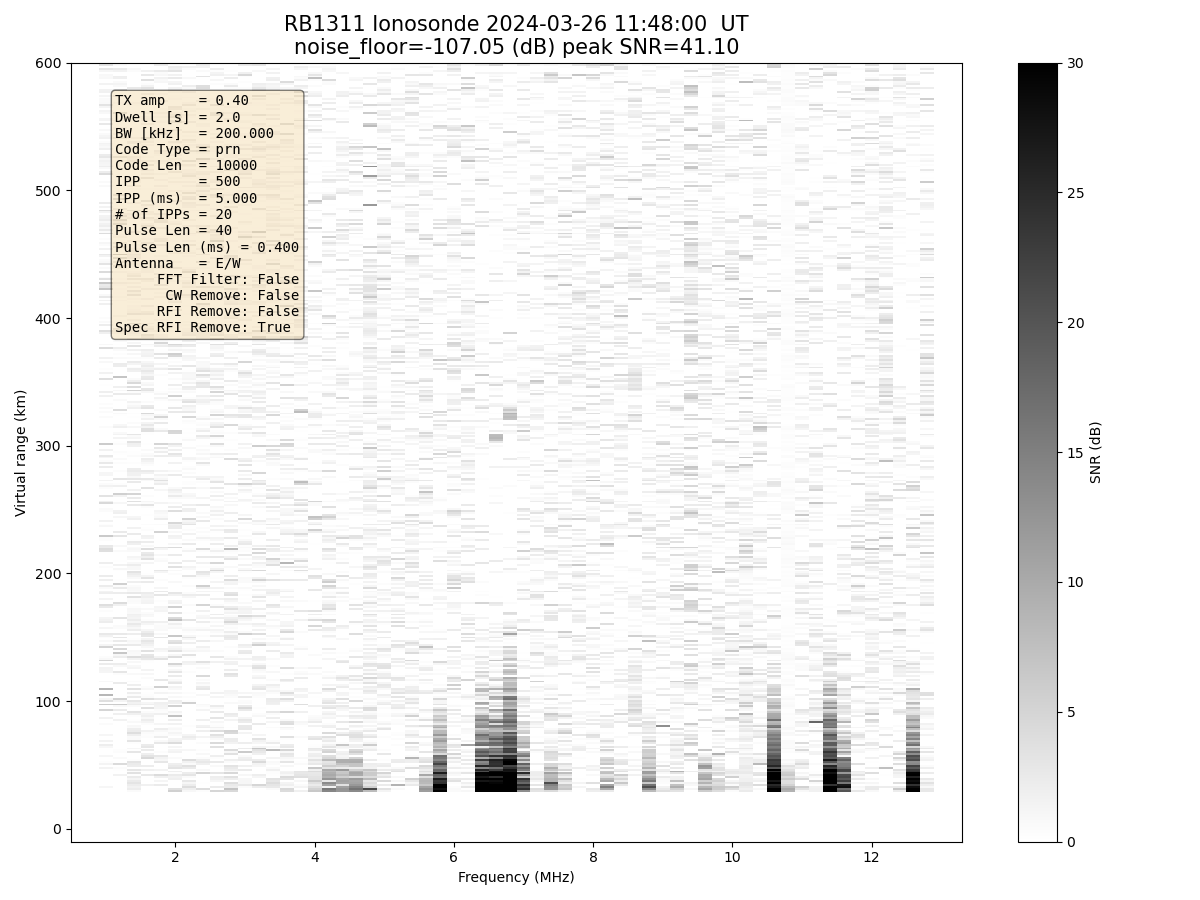 RB1311 Ionosonde 2024-03-26 11:48:00  UT
noise_floor=-107.05 (dB) peak SNR=41.10
TX amp    = 0.40
Dwell [s] = 2.0
BW [kHz]  = 200.000
Code Type = prn
Code Len  = 10000
IPP       = 500
IPP (ms)  = 5.000
# of IPPs = 20
Pulse Len = 40
Pulse Len (ms) = 0.400
Antenna   = E/W
FFT Filter: False
CW Remove: False
RFI Remove: False
Spec RFI Remove: True
600
500
400
300
200
100
0
Virtual range (km)
2 4 6 8 10 12
Frequency (MHz)
30
25
20
15
10
5
0
SNR (dB)